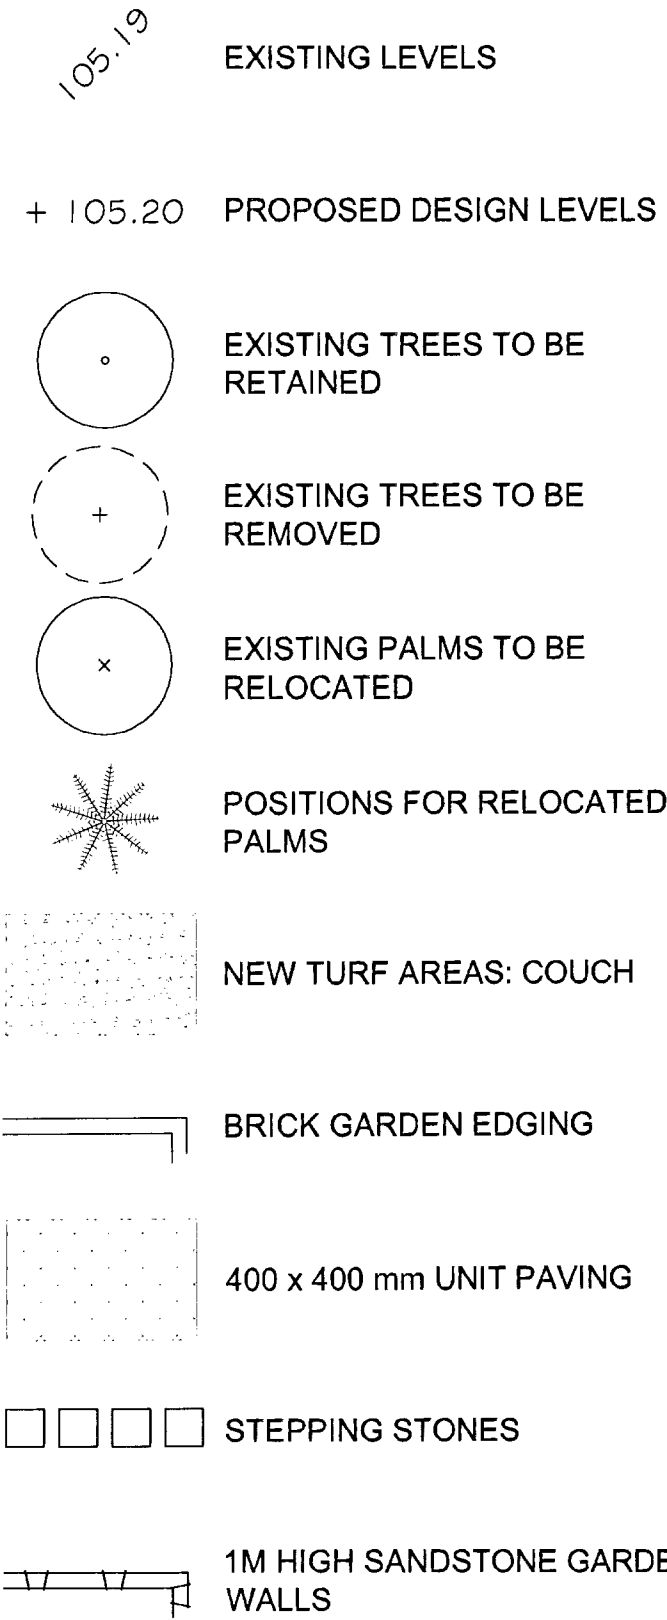 105.19 EXISTING LEVELS
+ 105.20 PROPOSED DESIGN LEVELS
EXISTING TREES TO BE
RETAINED
EXISTING TREES TO BE
REMOVED
EXISTING PALMS TO BE
RELOCATED
POSITIONS FOR RELOCATED
PALMS
NEW TURF AREAS: COUCH
BRICK GARDEN EDGING
400 x 400 mm UNIT PAVING
STEPPING STONES
1M HIGH SANDSTONE GARDE
WALLS